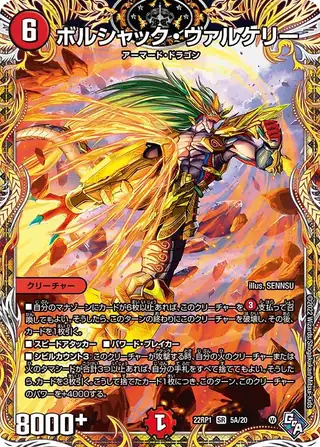 6
ボルシャック・ヴァルケリー
アーマード・ドラゴン
クリーチャー
illus. SENNSU
■自分のマナゾーンにカードが6枚以上あれば、このクリーチャーを3支払って召
喚してもよい。そうしたら、このターンの終わりにこのクリーチャーを破壊し、その後、
カードを1枚引く。
■スピードアタッカー ■パワード・ブレイカー
■シビルカウント3:このクリーチャーが攻撃する時、自分の火のクリーチャーまたは
火のタマシードが合計3つ以上あれば、自分の手札をすべて捨ててもよい。そうした
ら、カードを3枚引く。こうして捨てたカード1枚につき、このターン、このクリーチャー
のパワーを+4000する。
8000+
1
22RP1 SR 5A/20